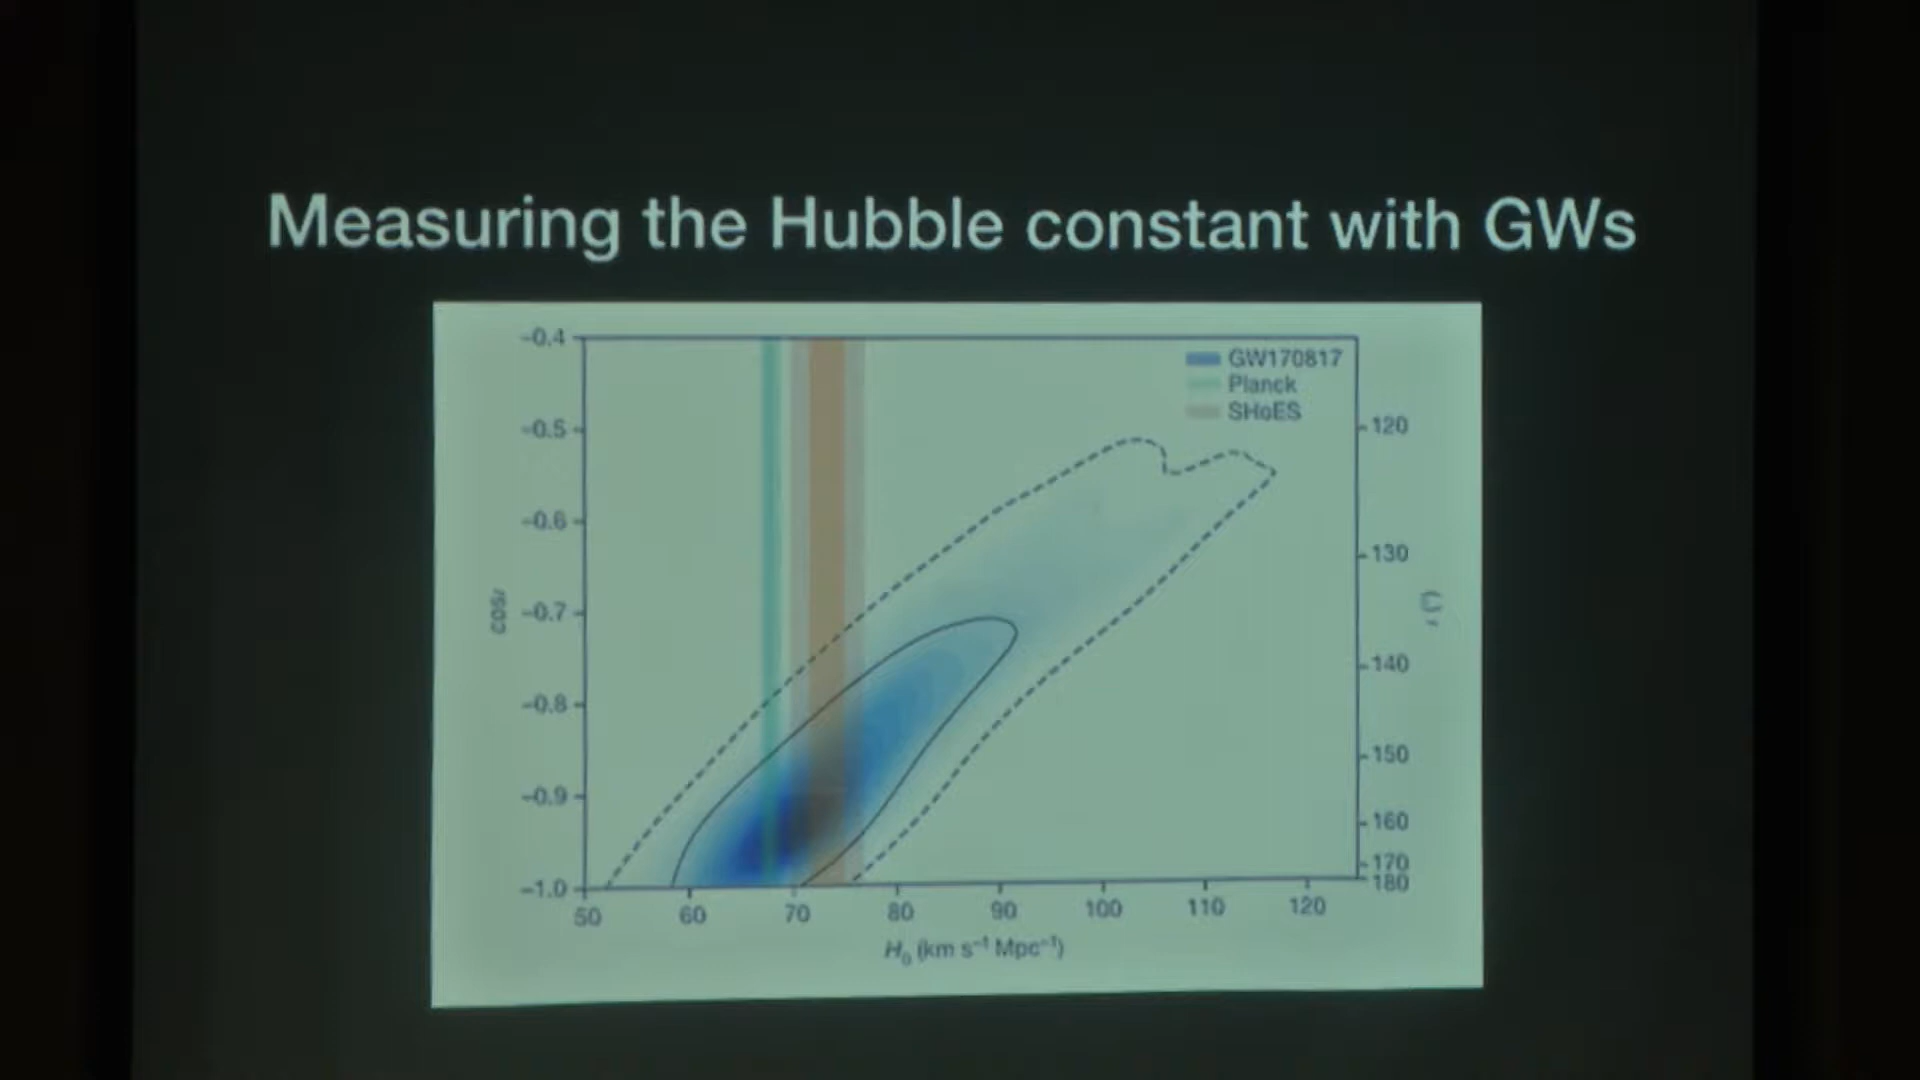 Measuring the Hubble constant with GWs
-0.4
-0.5
-0.6
-0.7
-0.8
-0.9
-1.0
cosι
GW170817
Planck
SHoES
120
130
140
150
160
170
180
50 60 70 80 90 100 110 120
H₀ (km s⁻¹ Mpc⁻¹)